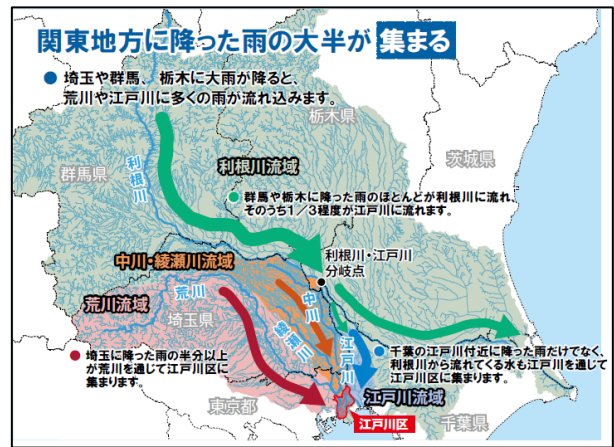 関東地方に降った雨の大半が 集まる
● 埼玉や群馬、栃木に大雨が降ると、
荒川や江戸川に多くの雨が流れ込みます。
栃木県
茨城県
群馬県
利根川
利根川流域
● 群馬や栃木に降った雨のほとんどが利根川に流れ、
そのうち1／3程度が江戸川に流れます。
中川・綾瀬川流域
利根川・江戸川
分岐点
荒川流域
荒川
埼玉県
中川
綾瀬川
江戸川
● 埼玉に降った雨の半分以上
が荒川を通じて江戸川区に
集まります。
● 千葉の江戸川付近に降った雨だけでなく、
利根川から流れてくる水も江戸川を通じて
江戸川区に集まります。
東京都
江戸川流域
江戸川区
千葉県